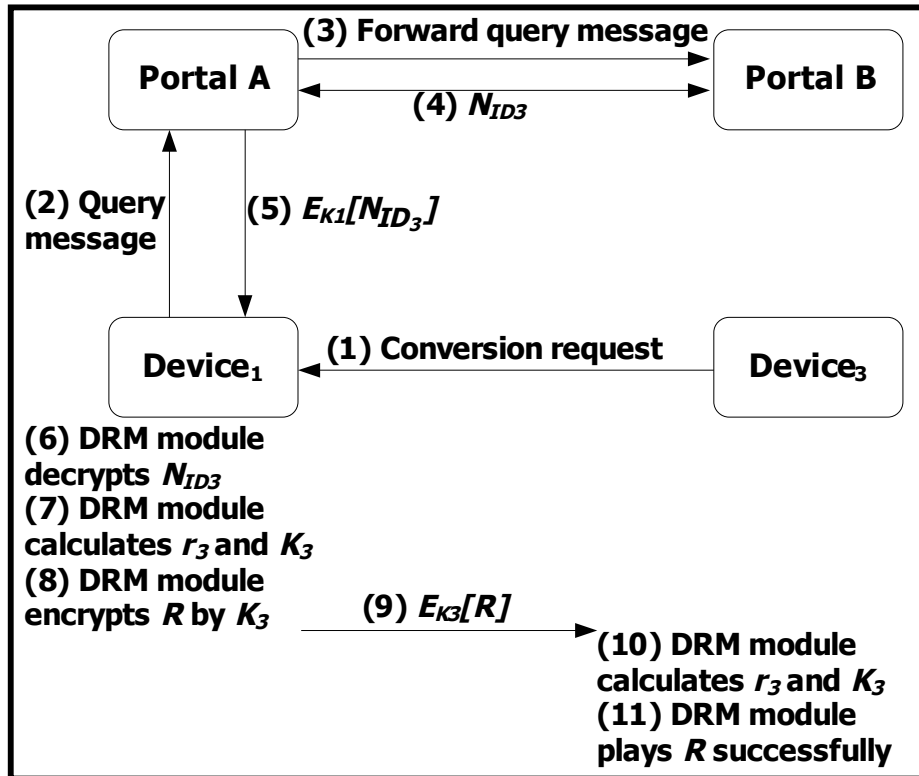 (3) Forward query message
Portal A
Portal B
(4) N_ID3
(2) Query
message
(5) E_K1[N_ID_3]
(1) Conversion request
Device₁
Device₃
(6) DRM module
decrypts N_ID3
(7) DRM module
calculates r₃ and K₃
(8) DRM module
encrypts R by K₃
(9) E_K3[R]
(10) DRM module
calculates r₃ and K₃
(11) DRM module
plays R successfully